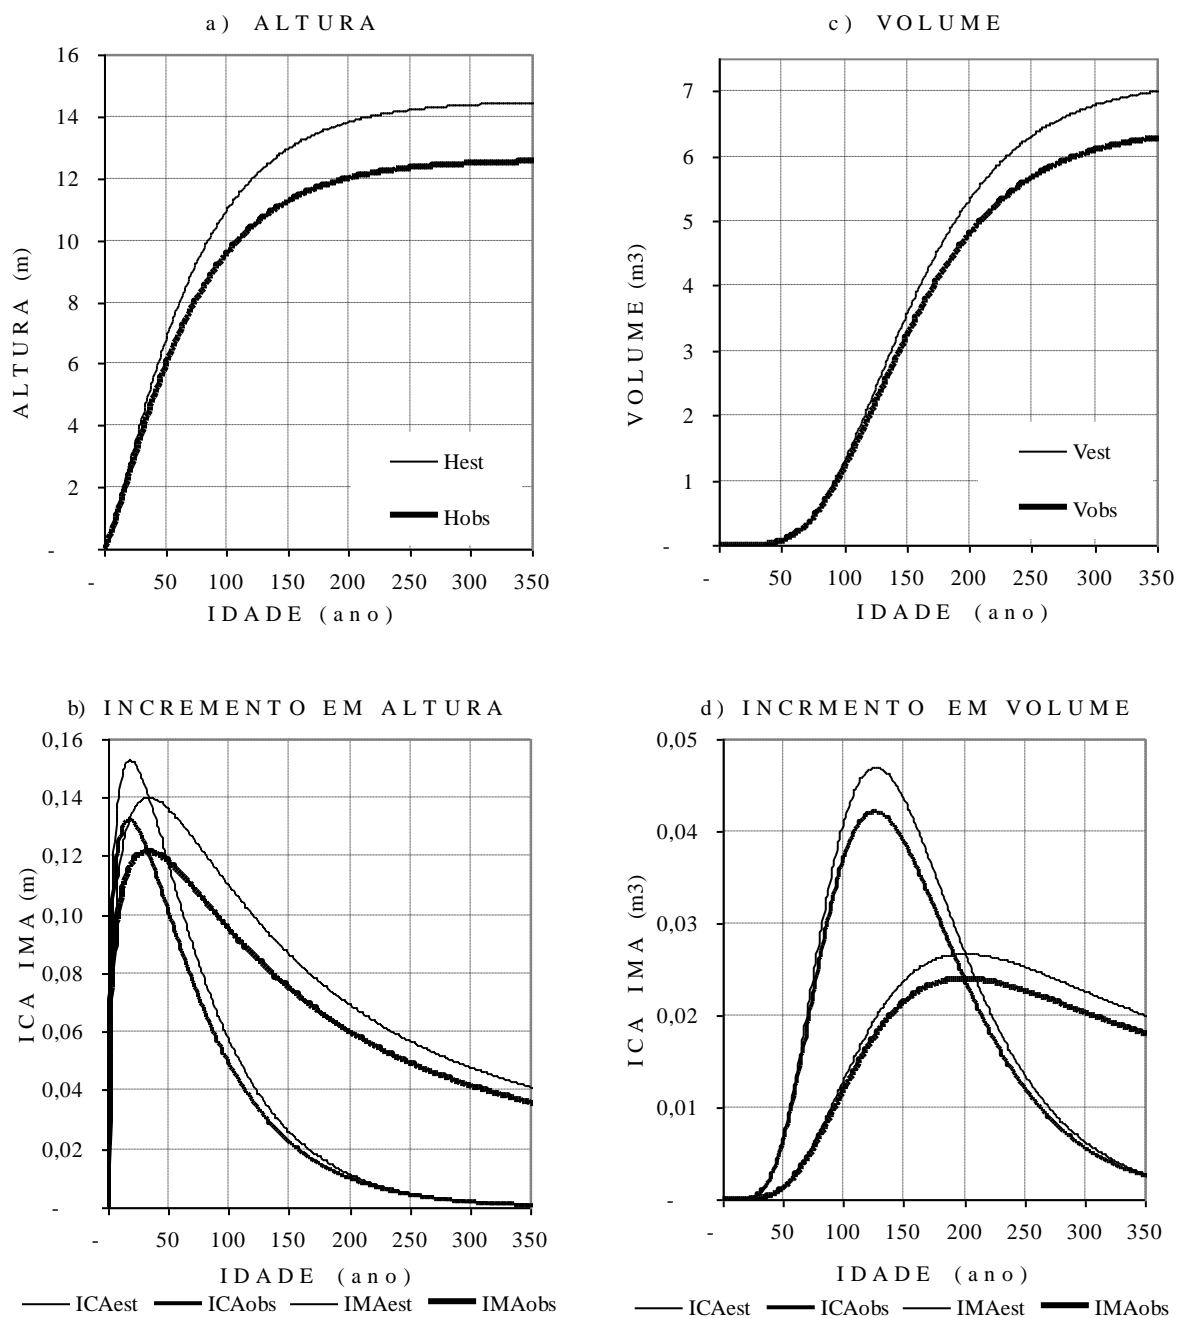 a) ALTURA
16
14
12
10
8
6
4
2
-
ALTURA (m)
Hest
Hobs
- 50 100 150 200 250 300 350
IDADE (ano)
c) VOLUME
7
6
5
4
3
2
1
-
VOLUME (m3)
Vest
Vobs
- 50 100 150 200 250 300 350
IDADE (ano)
b) INCREMENTO EM ALTURA
0,16
0,14
0,12
0,10
0,08
0,06
0,04
0,02
-
ICA IMA (m)
- 50 100 150 200 250 300 350
IDADE (ano)
ICAest ICAobs IMAest IMAobs
d) INCRMENTO EM VOLUME
0,05
0,04
0,03
0,02
0,01
-
ICA IMA (m3)
- 50 100 150 200 250 300 350
IDADE (ano)
ICAest ICAobs IMAest IMAobs